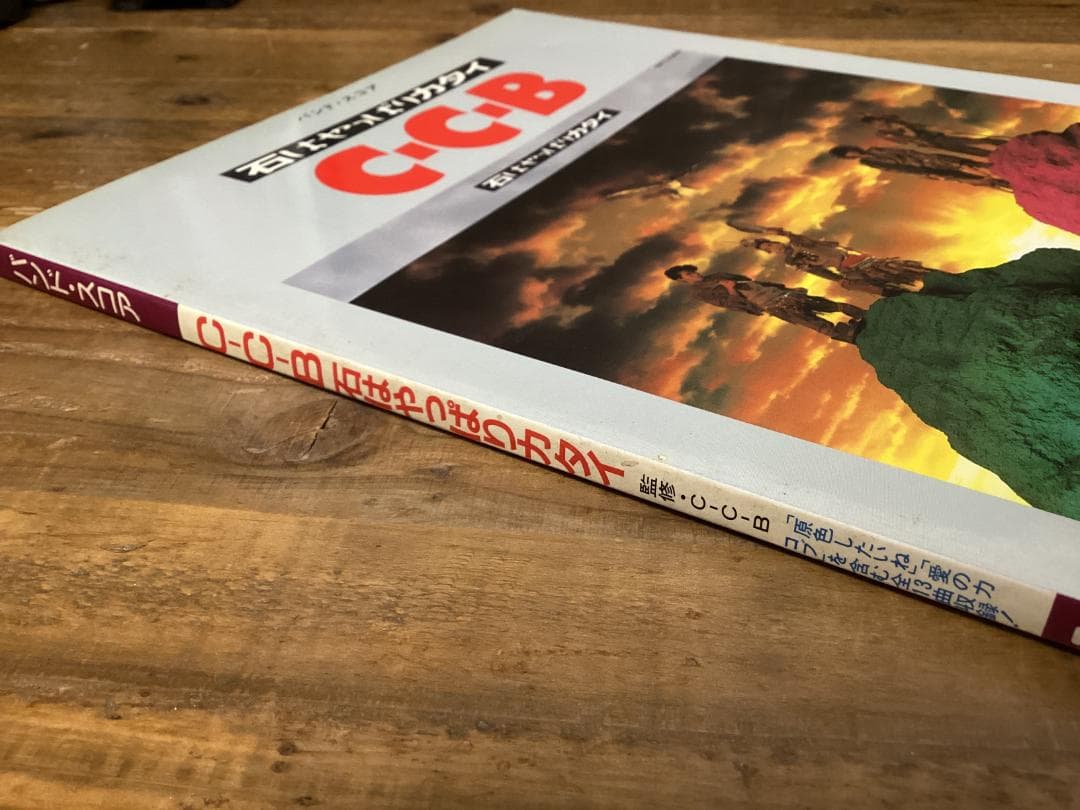 バンド・スコア
石はやっぱりカタイ
C-C-B
石はやっぱりカタイ
バンド・スコア
C-C-B 石はやっぱりカタイ
監修・C-C-B
「原色したいね」「愛の力
コブ」を含む全13曲収録!